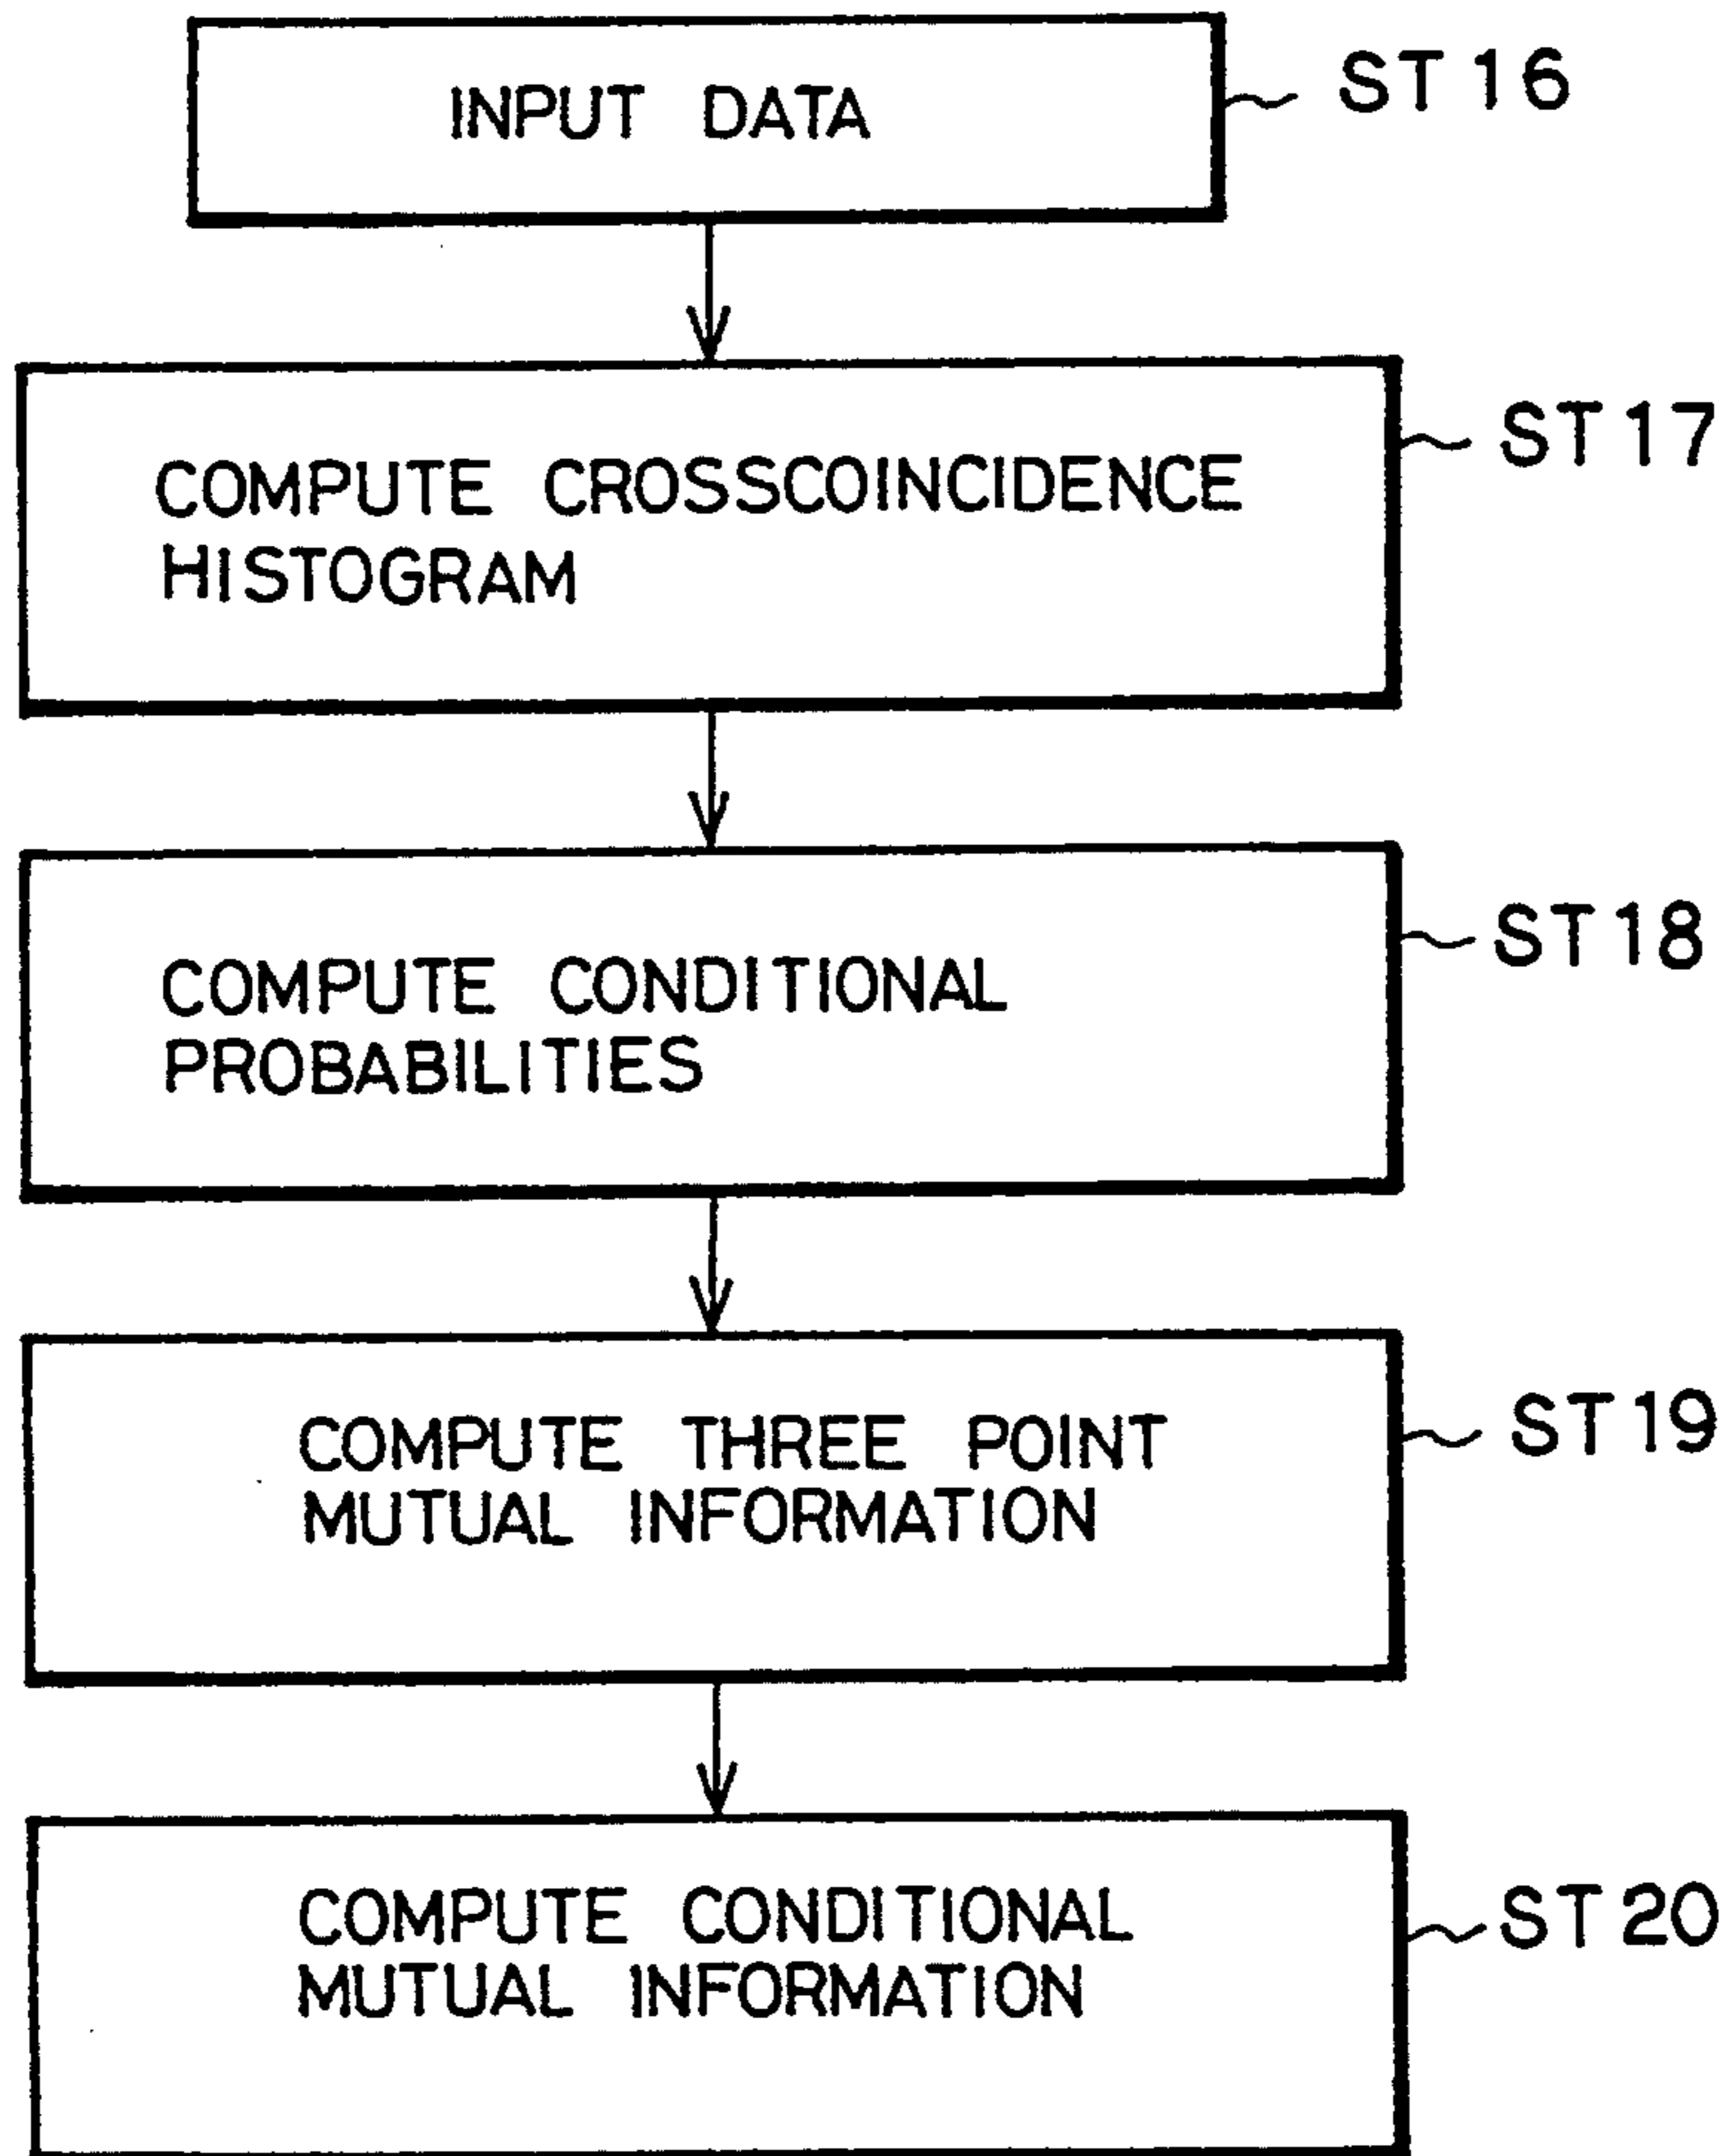 INPUT DATA
ST16
COMPUTE CROSSCOINCIDENCE
HISTOGRAM
ST17
COMPUTE CONDITIONAL
PROBABILITIES
ST18
COMPUTE THREE POINT
MUTUAL INFORMATION
ST19
COMPUTE CONDITIONAL
MUTUAL INFORMATION
ST20